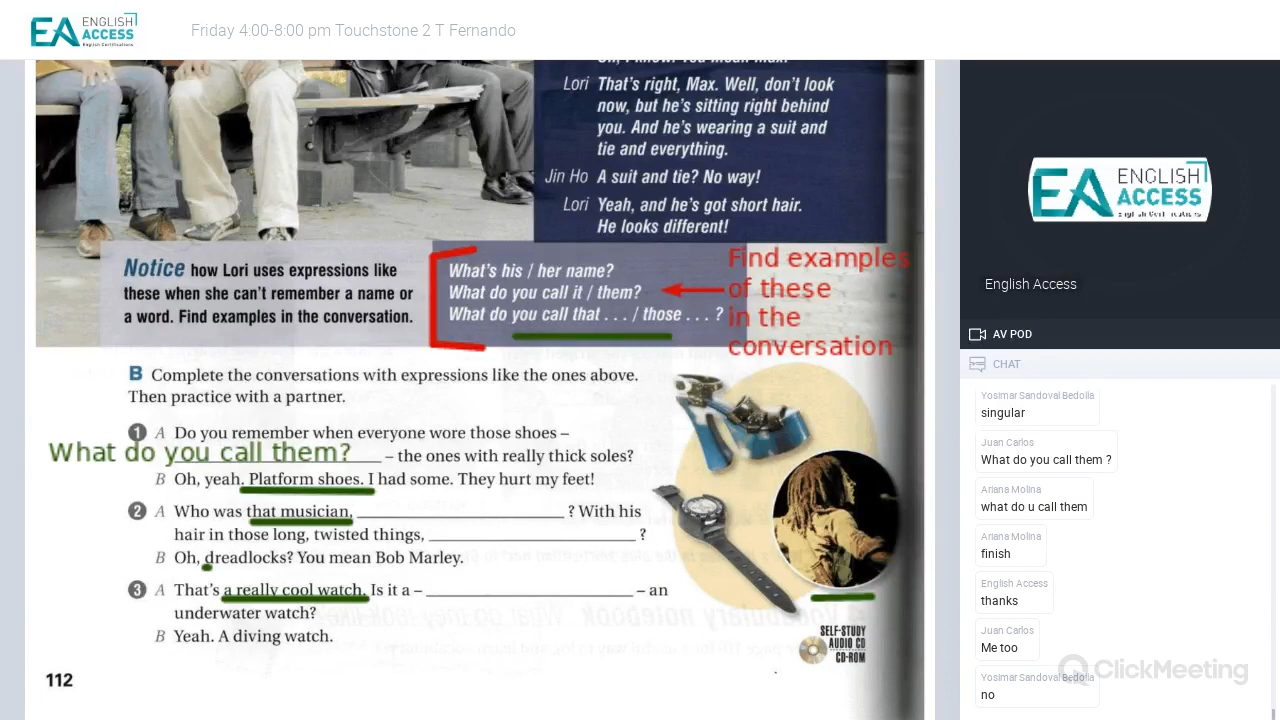 EA ENGLISH ACCESS
English Certifications
Friday 4:00-8:00 pm Touchstone 2 T Fernando
Lori That's right, Max. Well, don't look
now, but he's sitting right behind
you. And he's wearing a suit and
tie and everything.
Jin Ho A suit and tie? No way!
Lori Yeah, and he's got short hair.
He looks different!
Notice how Lori uses expressions like
these when she can't remember a name or
a word. Find examples in the conversation.
What's his / her name?
What do you call it / them?
What do you call that . . . / those . . . ?
Find examples
of these
in the
conversation
B Complete the conversations with expressions like the ones above.
Then practice with a partner.
1 A Do you remember when everyone wore those shoes –
What do you call them?
____________________ – the ones with really thick soles?
B Oh, yeah. Platform shoes. I had some. They hurt my feet!
2 A Who was that musician, ____________________ ? With his
hair in those long, twisted things, ____________________ ?
B Oh, dreadlocks? You mean Bob Marley.
3 A That's a really cool watch. Is it a – ____________________ – an
underwater watch?
B Yeah. A diving watch.
SELF-STUDY
AUDIO CD
CD-ROM
112
EA ENGLISH ACCESS
English Access
AV POD
CHAT
Yosimar Sandoval Bedolla
singular
Juan Carlos
What do you call them ?
Ariana Molina
what do u call them
Ariana Molina
finish
English Access
thanks
Juan Carlos
Me too
Yosimar Sandoval Bedolla
no
ClickMeeting